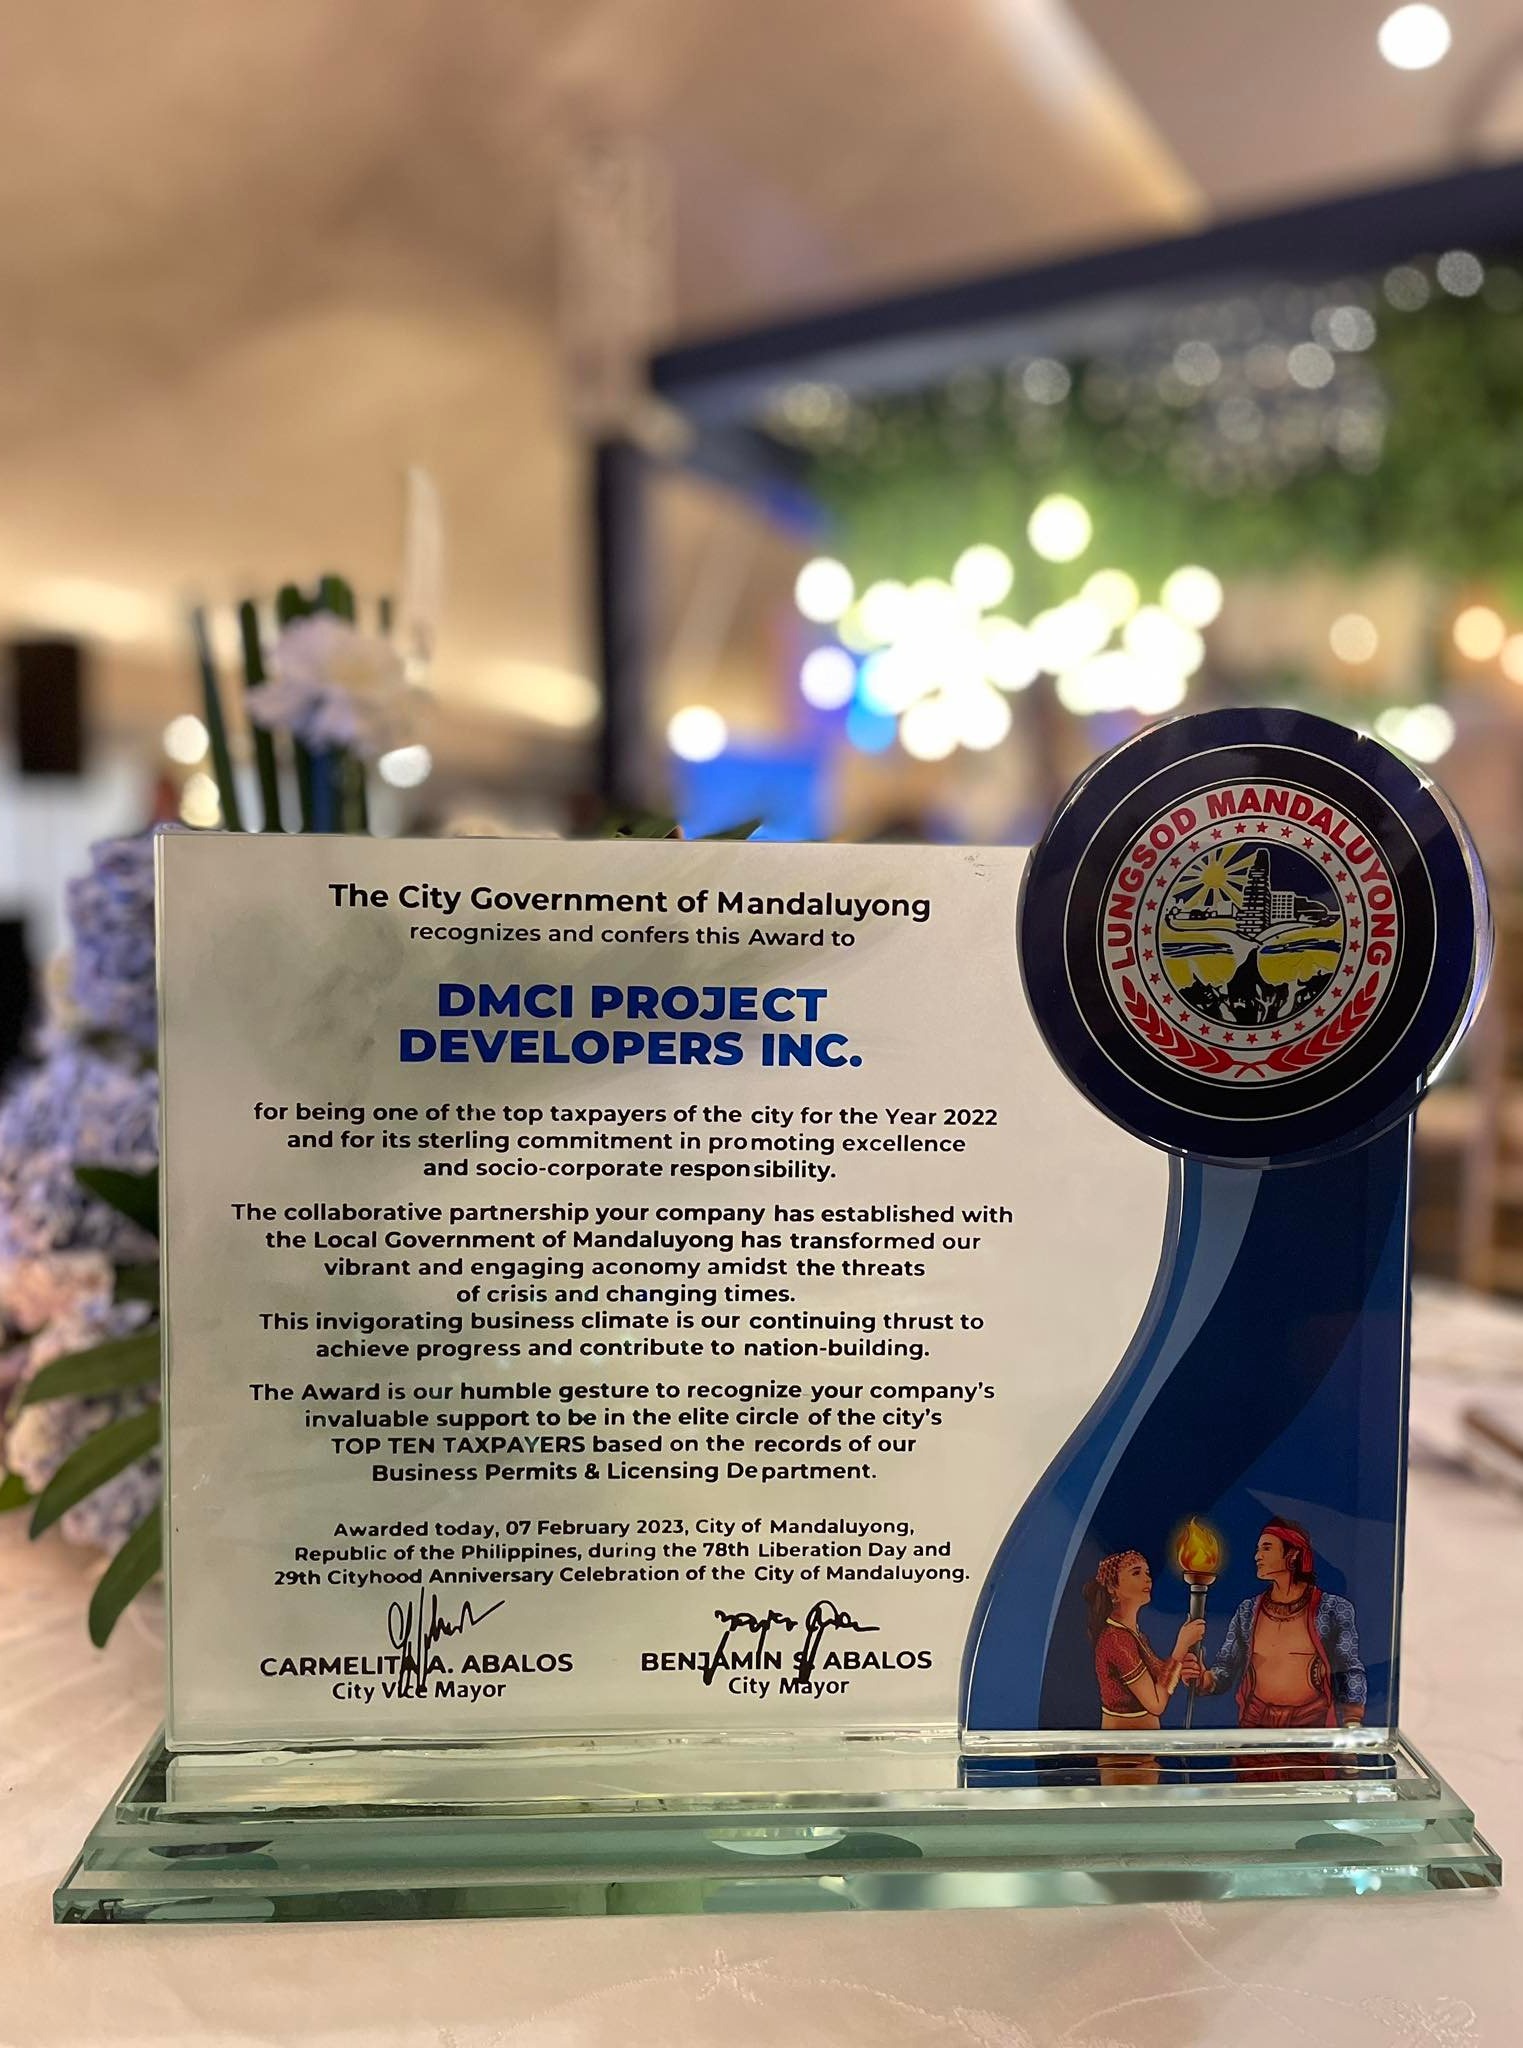 LUNGSOD MANDALUYONG
The City Government of Mandaluyong
recognizes and confers this Award to
DMCI PROJECT
DEVELOPERS INC.
for being one of the top taxpayers of the city for the Year 2022
and for its sterling commitment in promoting excellence
and socio-corporate responsibility.
The collaborative partnership your company has established with
the Local Government of Mandaluyong has transformed our
vibrant and engaging aconomy amidst the threats
of crisis and changing times.
This invigorating business climate is our continuing thrust to
achieve progress and contribute to nation-building.
The Award is our humble gesture to recognize your company's
invaluable support to be in the elite circle of the city's
TOP TEN TAXPAYERS based on the records of our
Business Permits & Licensing Department.
Awarded today, 07 February 2023, City of Mandaluyong,
Republic of the Philippines, during the 78th Liberation Day and
29th Cityhood Anniversary Celebration of the City of Mandaluyong.
CARMELITA A. ABALOS
City Vice Mayor
BENJAMIN S. ABALOS
City Mayor